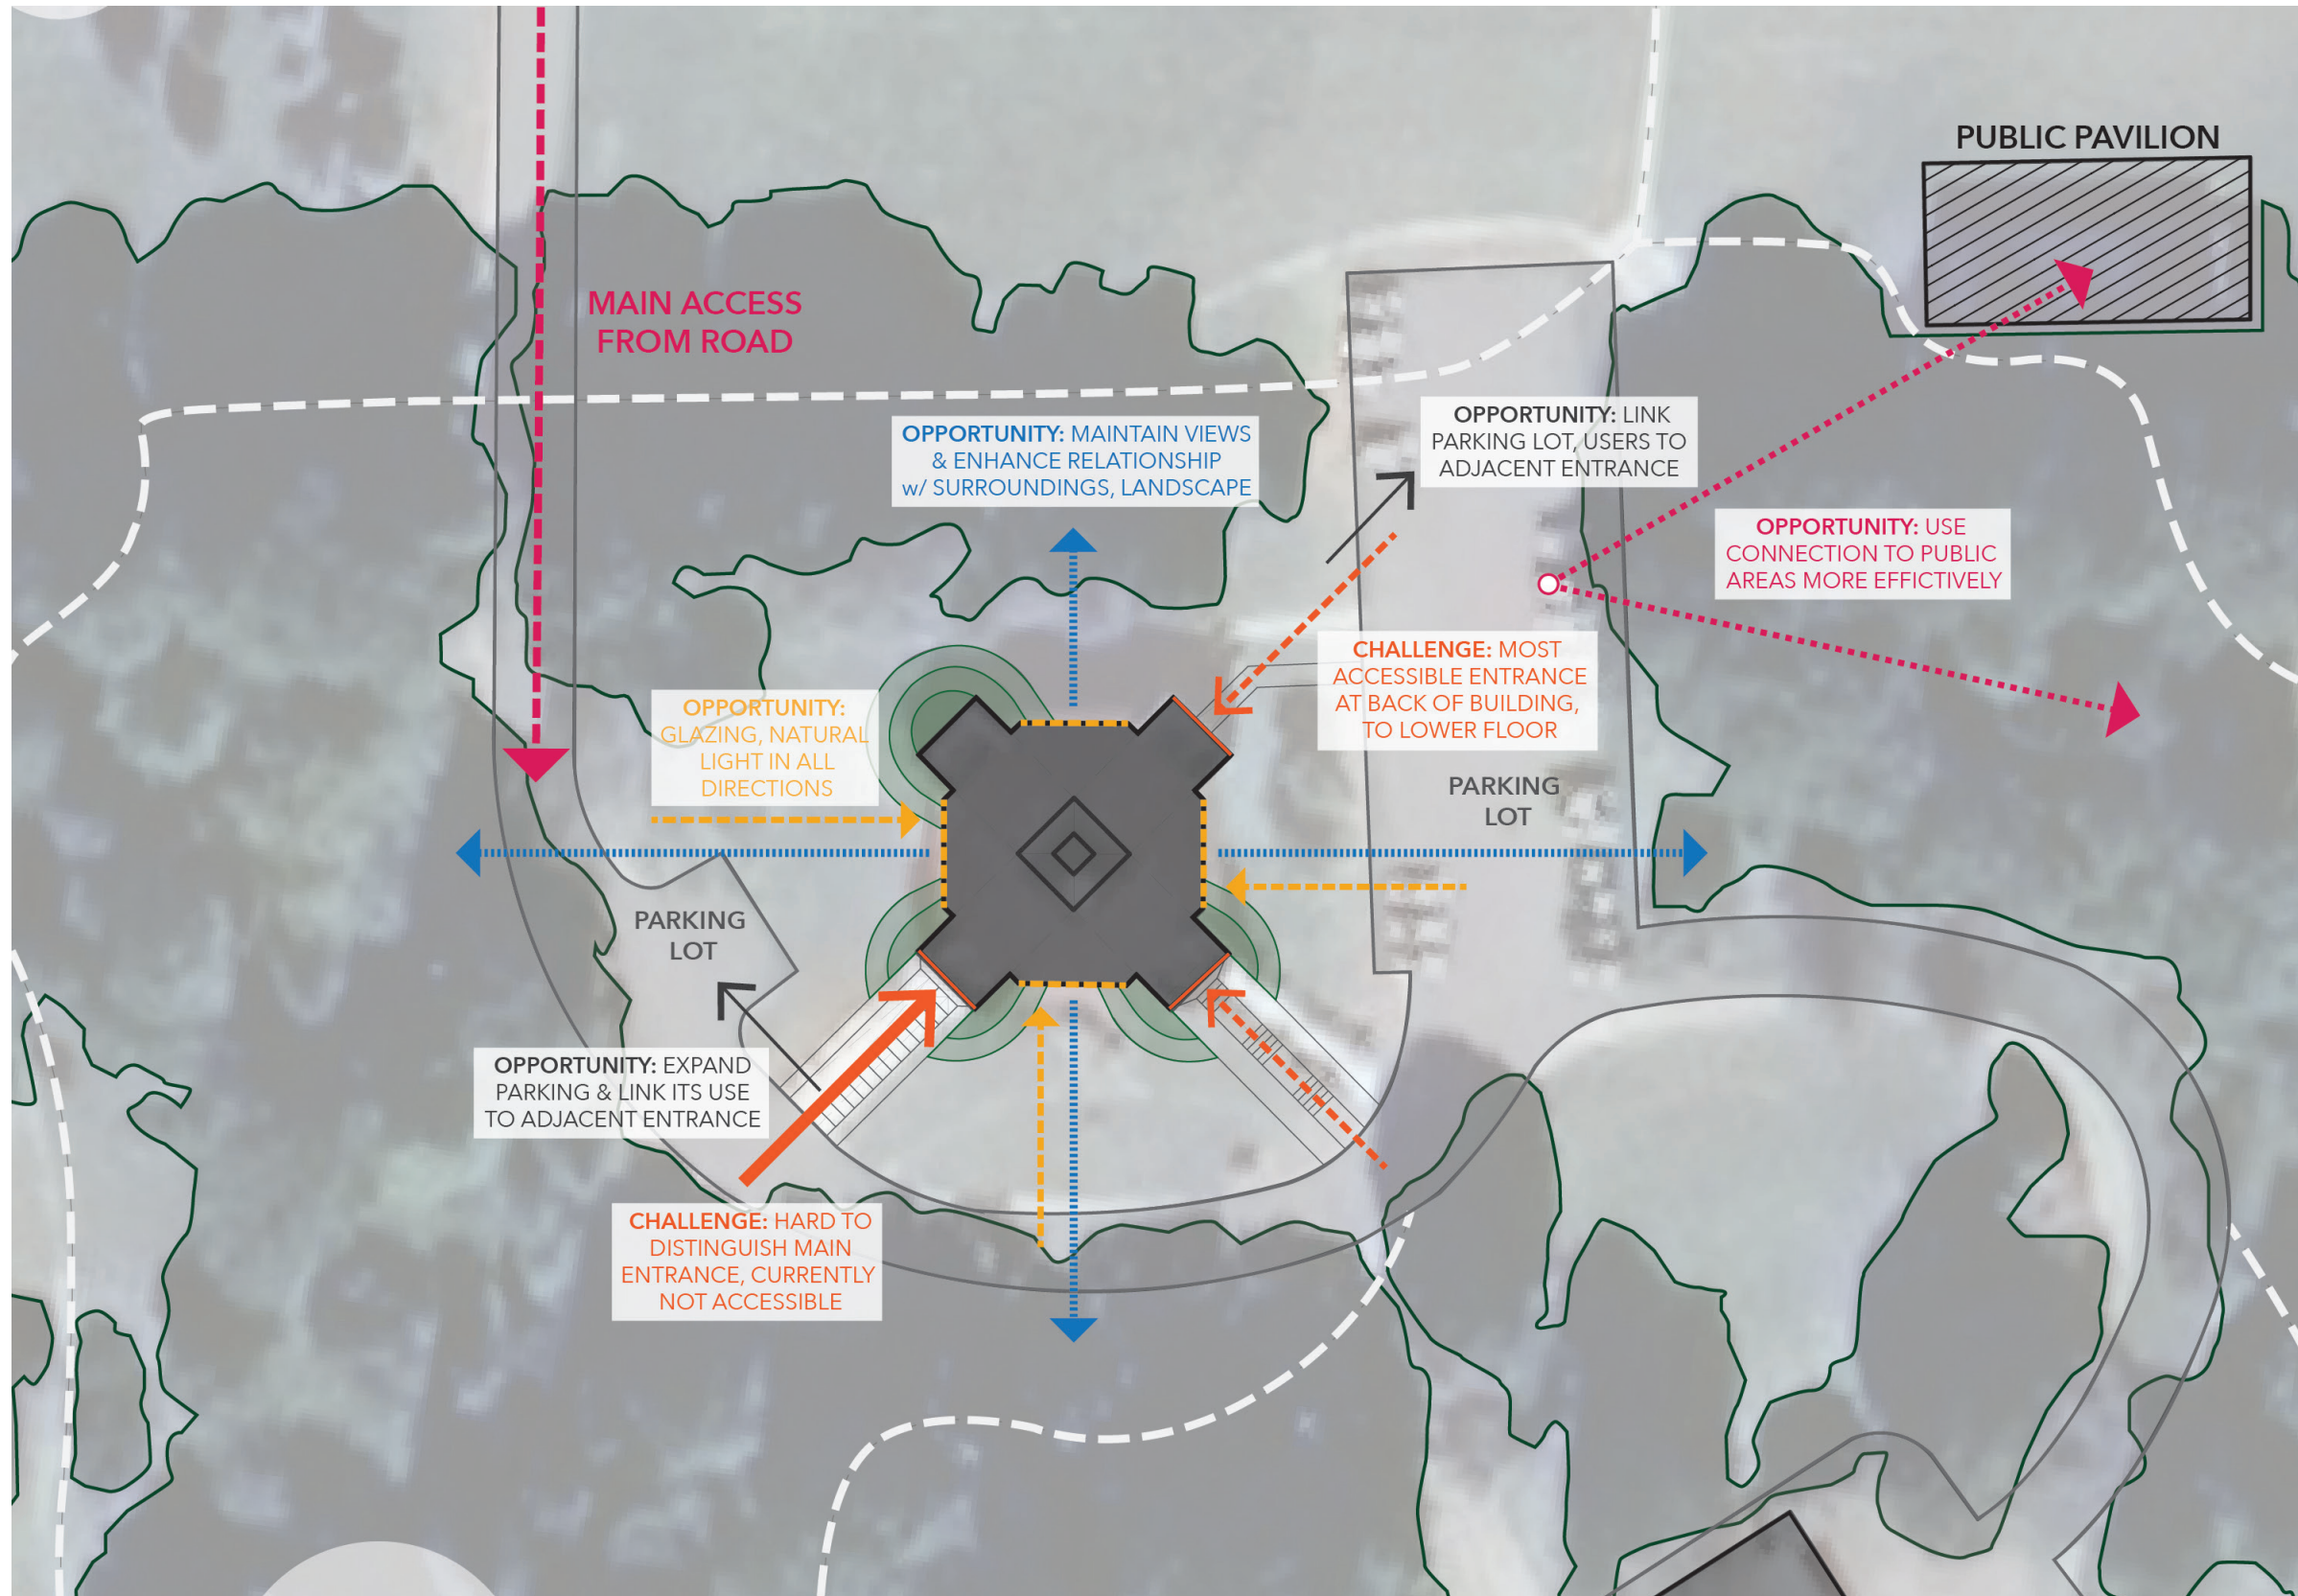 PUBLIC PAVILION
MAIN ACCESS
FROM ROAD
OPPORTUNITY: MAINTAIN VIEWS
& ENHANCE RELATIONSHIP
w/ SURROUNDINGS, LANDSCAPE
OPPORTUNITY: LINK
PARKING LOT, USERS TO
ADJACENT ENTRANCE
OPPORTUNITY: USE
CONNECTION TO PUBLIC
AREAS MORE EFFICTIVELY
CHALLENGE: MOST
ACCESSIBLE ENTRANCE
AT BACK OF BUILDING,
TO LOWER FLOOR
OPPORTUNITY:
GLAZING, NATURAL
LIGHT IN ALL
DIRECTIONS
PARKING
LOT
PARKING
LOT
OPPORTUNITY: EXPAND
PARKING & LINK ITS USE
TO ADJACENT ENTRANCE
CHALLENGE: HARD TO
DISTINGUISH MAIN
ENTRANCE, CURRENTLY
NOT ACCESSIBLE